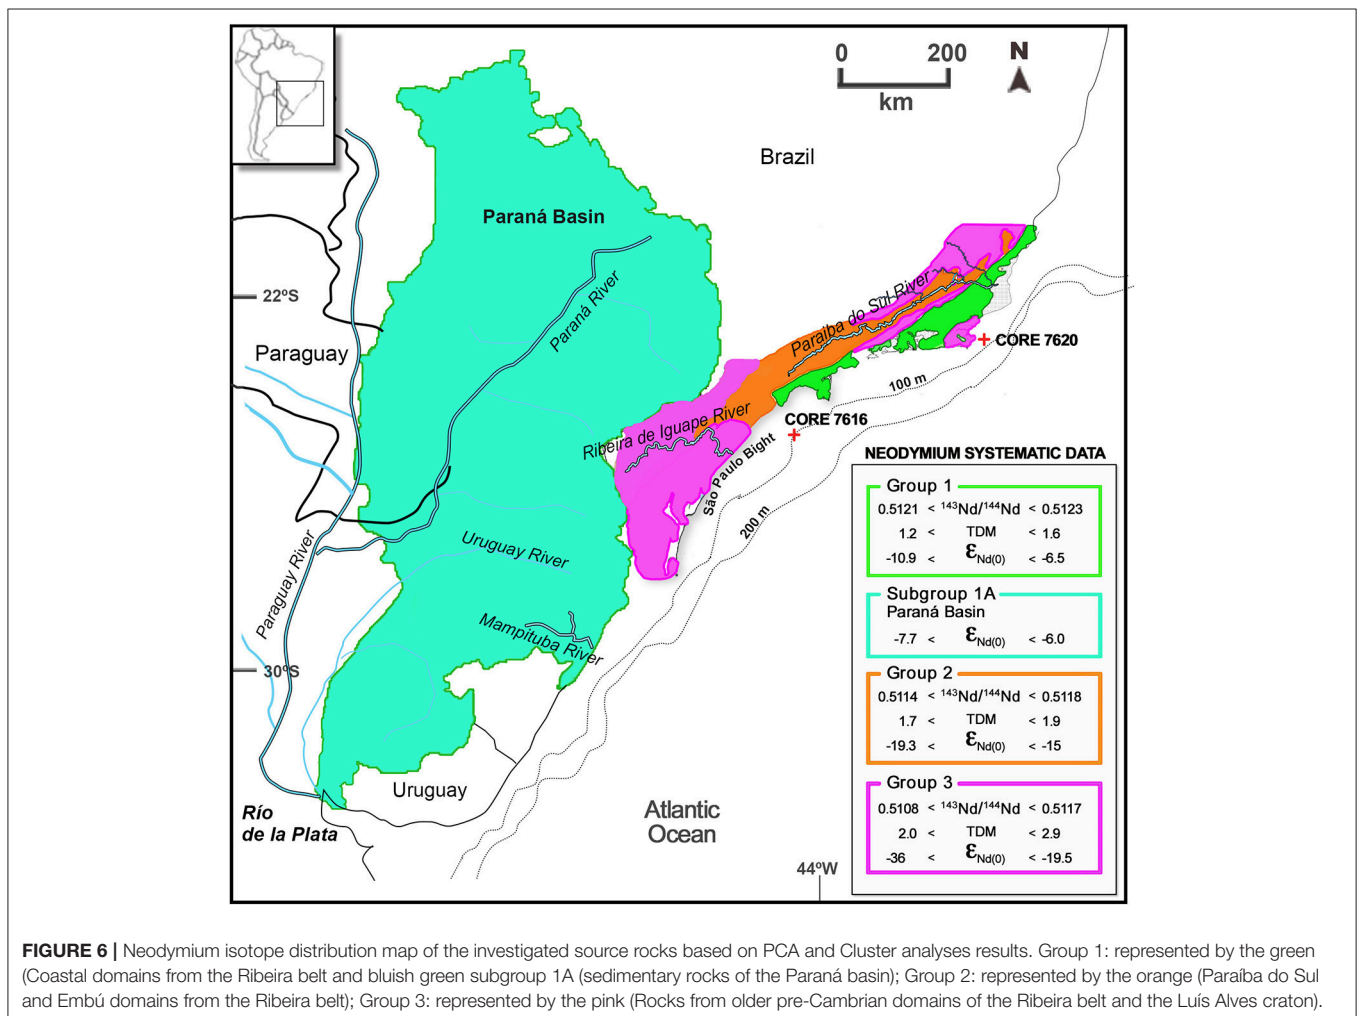 0 200
km
N
Brazil
Paraná Basin
22ºS
Paraná River
Paraíba do Sul River
Paraguay
CORE 7620
100 m
Ribeira de Iguape River
CORE 7616
São Paulo Bight
200 m
Uruguay River
Paraguay River
Mampituba River
30ºS
Uruguay
Río
de la Plata
Atlantic
Ocean
44ºW
NEODYMIUM SYSTEMATIC DATA
Group 1
0.5121 < ¹⁴³Nd/¹⁴⁴Nd < 0.5123
1.2 < TDM < 1.6
-10.9 < ƐNd(0) < -6.5
Subgroup 1A
Paraná Basin
-7.7 < ƐNd(0) < -6.0
Group 2
0.5114 < ¹⁴³Nd/¹⁴⁴Nd < 0.5118
1.7 < TDM < 1.9
-19.3 < ƐNd(0) < -15
Group 3
0.5108 < ¹⁴³Nd/¹⁴⁴Nd < 0.5117
2.0 < TDM < 2.9
-36 < ƐNd(0) < -19.5
FIGURE 6 | Neodymium isotope distribution map of the investigated source rocks based on PCA and Cluster analyses results. Group 1: represented by the green
(Coastal domains from the Ribeira belt and bluish green subgroup 1A (sedimentary rocks of the Paraná basin); Group 2: represented by the orange (Paraíba do Sul
and Embú domains from the Ribeira belt); Group 3: represented by the pink (Rocks from older pre-Cambrian domains of the Ribeira belt and the Luís Alves craton).